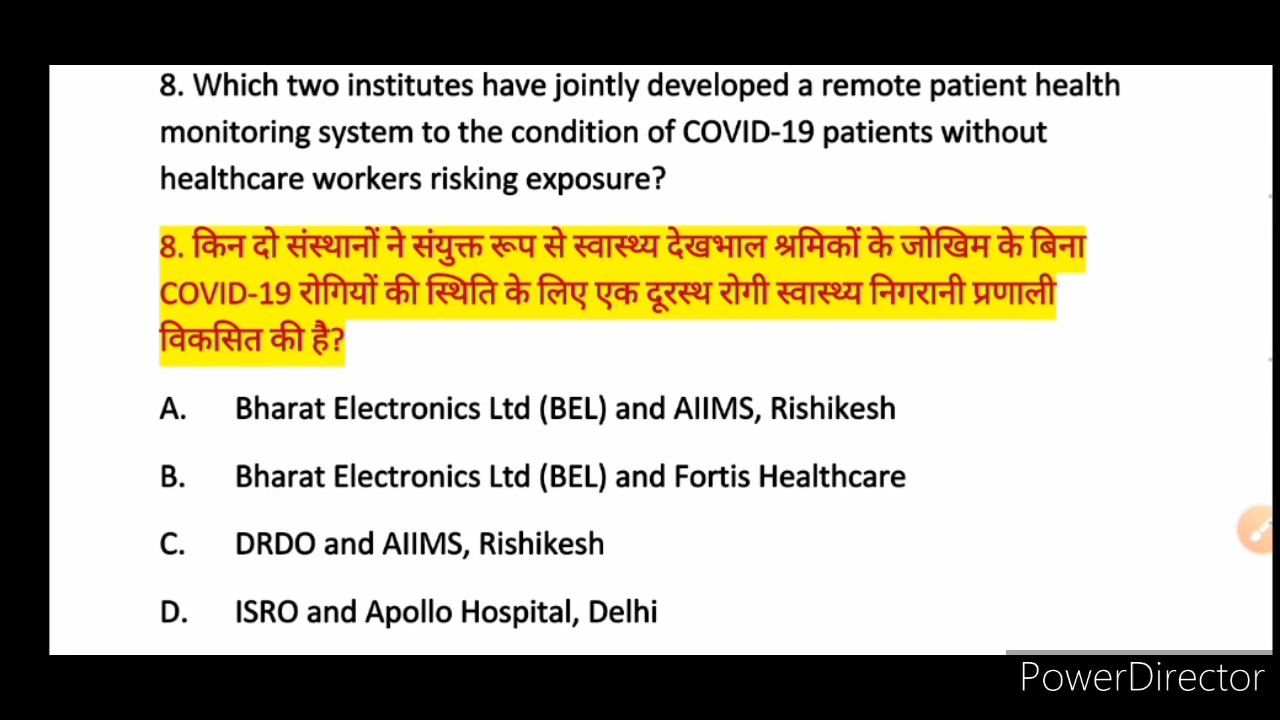 8. Which two institutes have jointly developed a remote patient health
monitoring system to the condition of COVID-19 patients without
healthcare workers risking exposure?
8. किन दो संस्थानों ने संयुक्त रूप से स्वास्थ्य देखभाल श्रमिकों के जोखिम के बिना
COVID-19 रोगियों की स्थिति के लिए एक दूरस्थ रोगी स्वास्थ्य निगरानी प्रणाली
विकसित की है?
A. Bharat Electronics Ltd (BEL) and AIIMS, Rishikesh
B. Bharat Electronics Ltd (BEL) and Fortis Healthcare
C. DRDO and AIIMS, Rishikesh
D. ISRO and Apollo Hospital, Delhi
PowerDirector